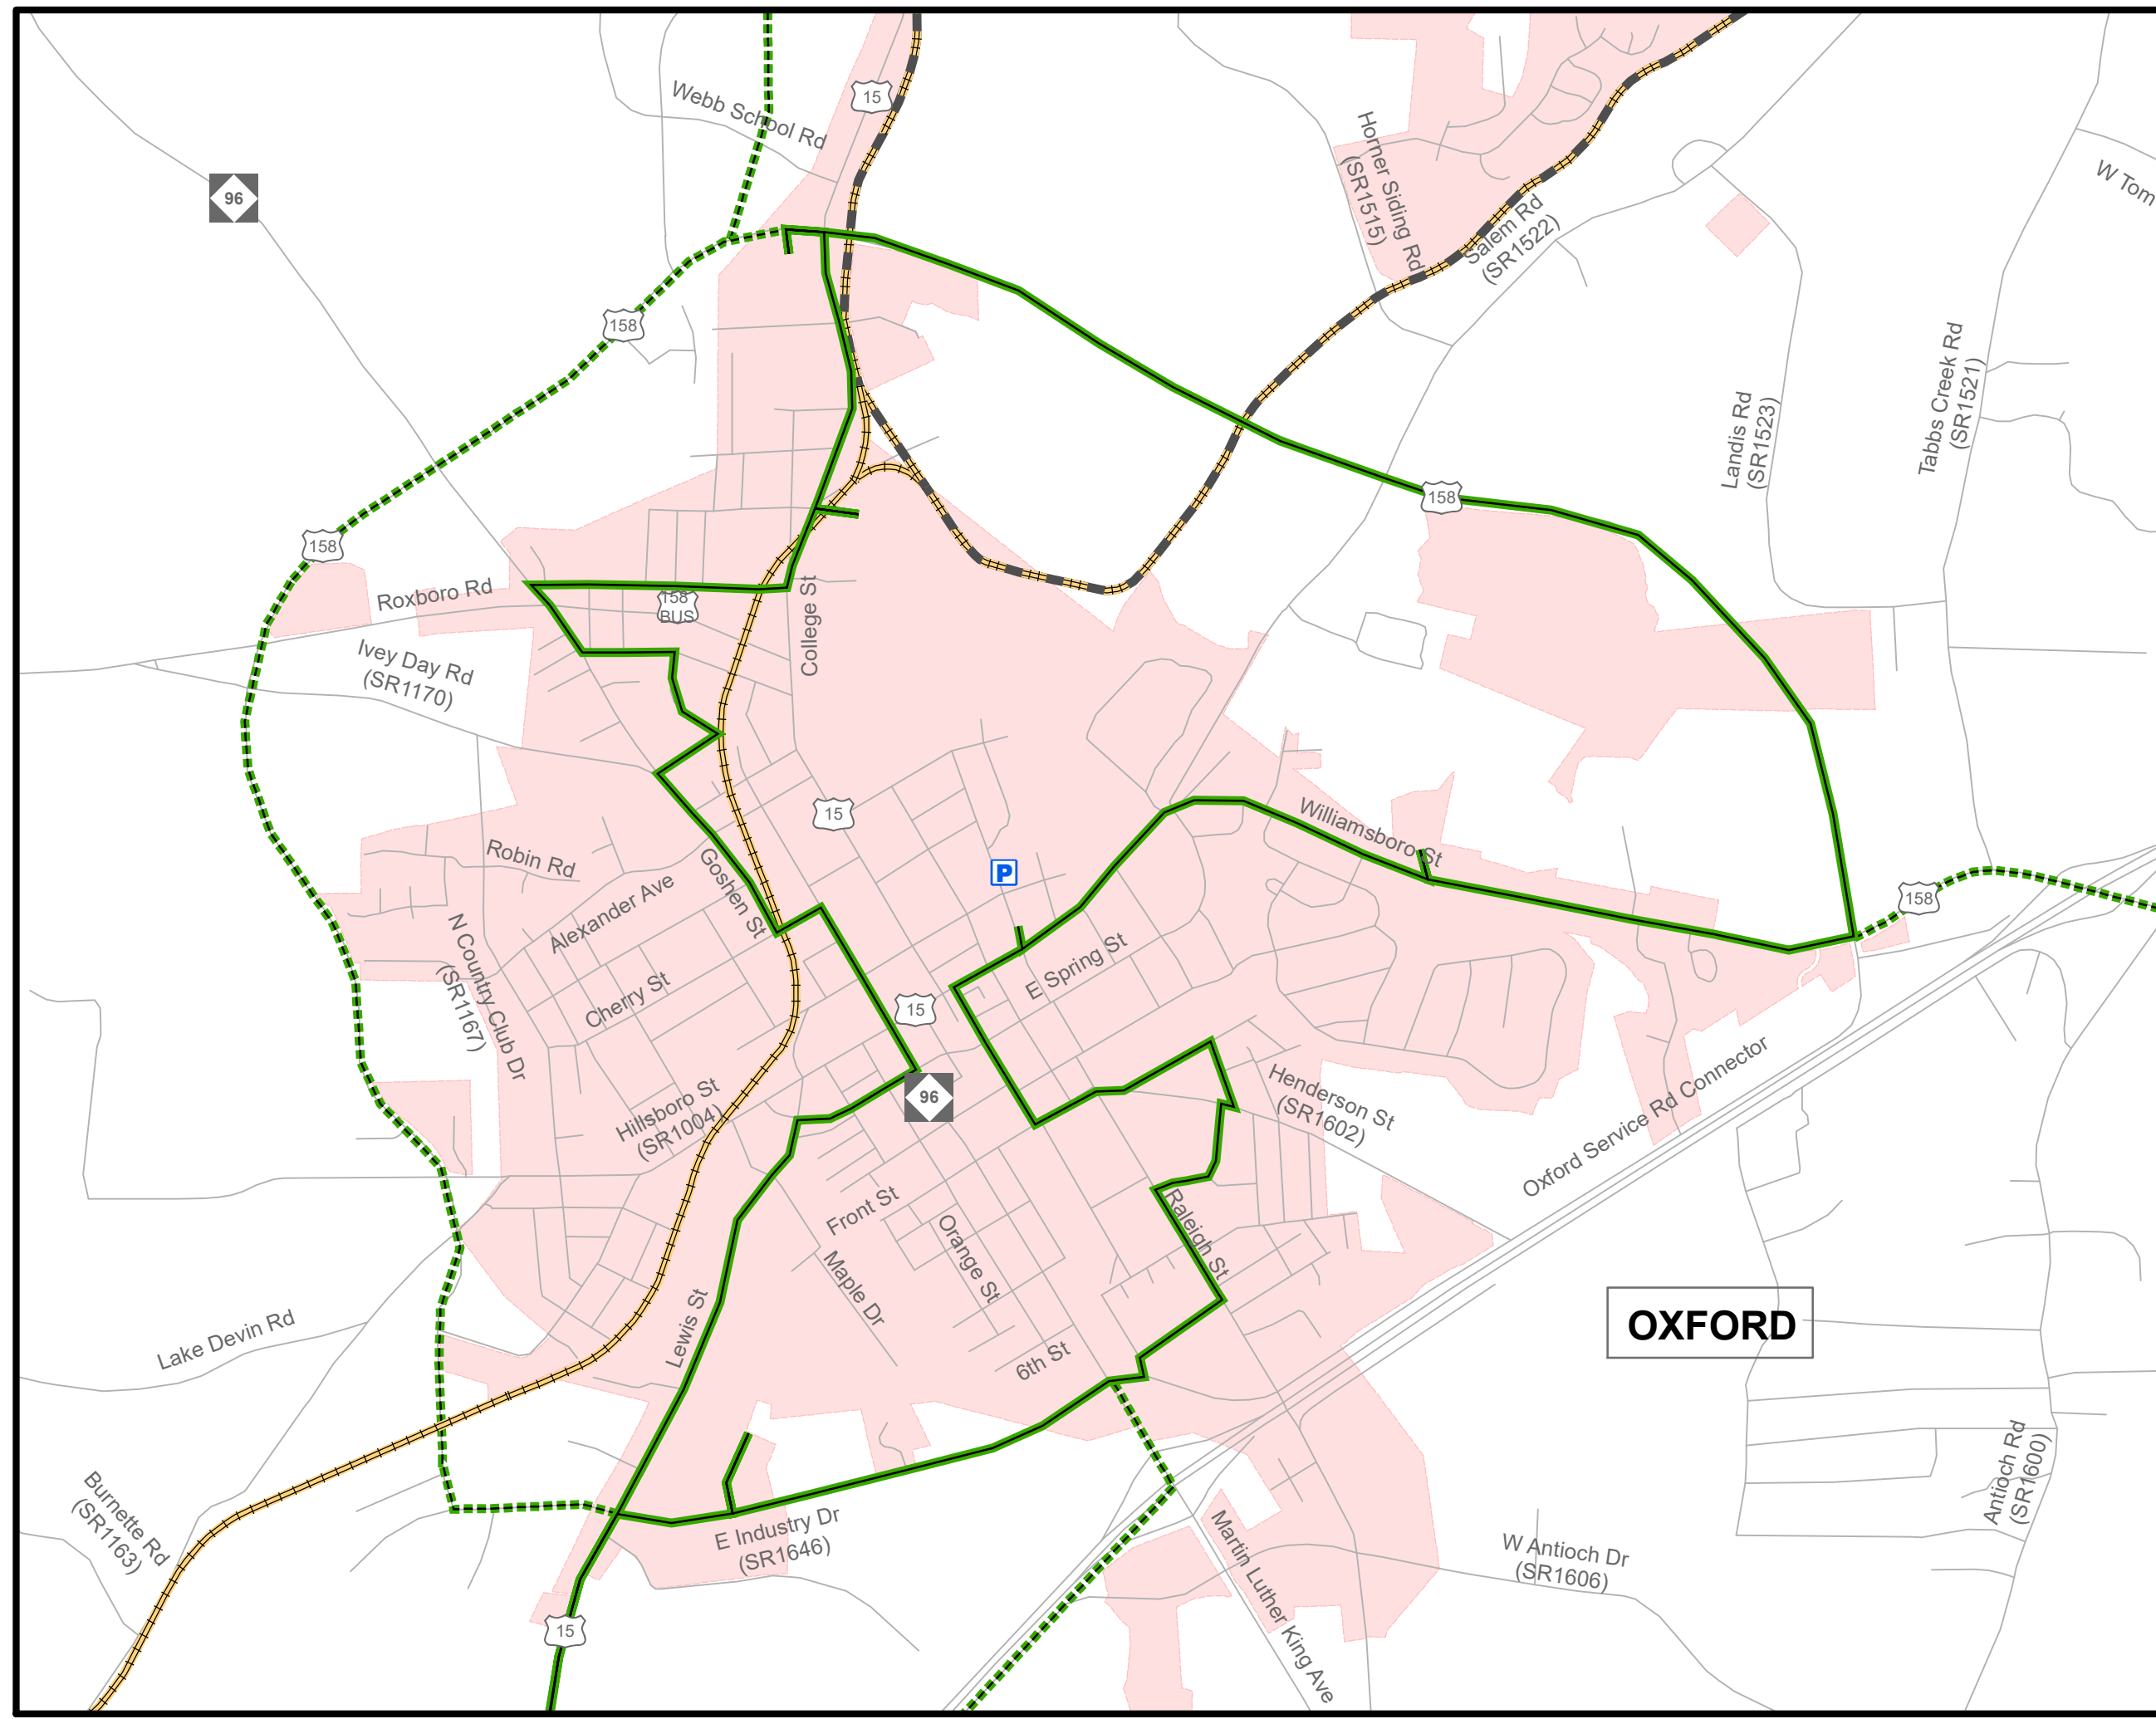 Webb School Rd
15
96
Horner Siding Rd
(SR1515)
Salem Rd
(SR1522)
W Tom
158
Tabbs Creek Rd
(SR1521)
Landis Rd
(SR1523)
158
158
Roxboro Rd
158
BUS
College St
Ivey Day Rd
(SR1170)
15
Williamsboro St
Robin Rd
Goshen St
P
Alexander Ave
158
N Country Club Dr
(SR1167)
E Spring St
Cherry St
15
96
Hillsboro St
(SR1004)
Henderson St
(SR1602)
Oxford Service Rd Connector
Front St
Raleigh St
Orange St
Maple Dr
Lewis St
Lake Devin Rd
OXFORD
6th St
Burnette Rd
(SR1163)
Antioch Rd
(SR1600)
E Industry Dr
(SR1646)
W Antioch Dr
(SR1606)
Martin Luther King Ave
15